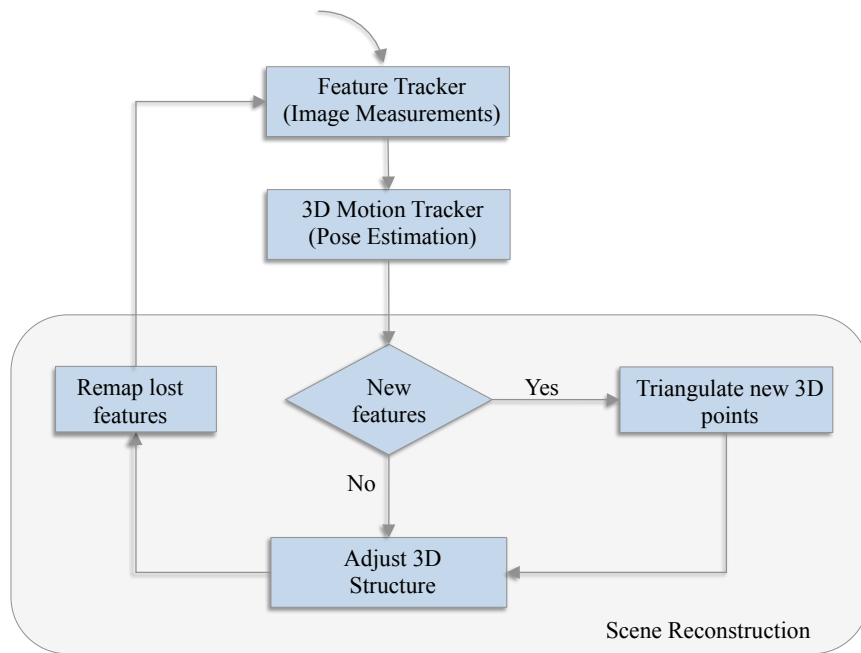 Feature Tracker
(Image Measurements)
3D Motion Tracker
(Pose Estimation)
Remap lost
features
New
features
Yes
Triangulate new 3D
points
No
Adjust 3D
Structure
Scene Reconstruction